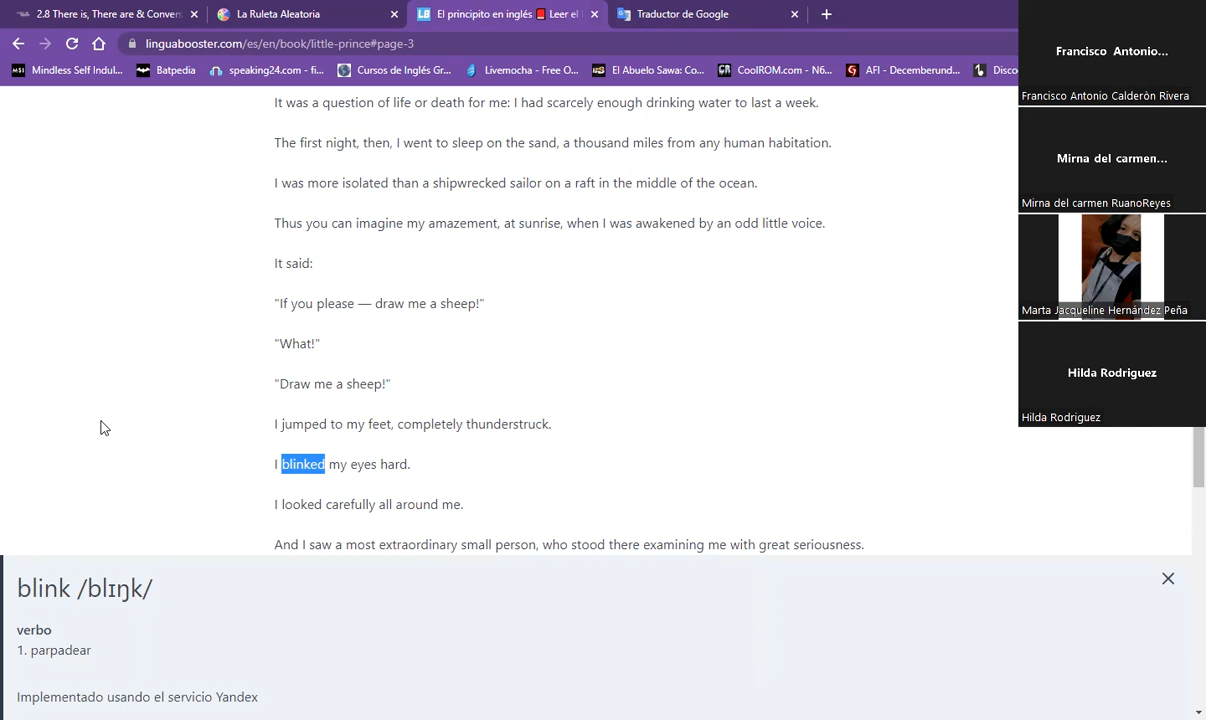 2.8 There is, There are & Convers
La Ruleta Aleatoria
El principito en inglés 📕 Leer el
Traductor de Google
linguabooster.com/es/en/book/little-prince#page-3
Mindless Self Indul...
Batpedia
speaking24.com - fi...
Cursos de Inglés Gr...
Livemocha - Free O...
El Abuelo Sawa: Co...
CoolROM.com - N6...
AFI - Decemberund...
Disco
It was a question of life or death for me: I had scarcely enough drinking water to last a week.
The first night, then, I went to sleep on the sand, a thousand miles from any human habitation.
I was more isolated than a shipwrecked sailor on a raft in the middle of the ocean.
Thus you can imagine my amazement, at sunrise, when I was awakened by an odd little voice.
It said:
"If you please — draw me a sheep!"
"What!"
"Draw me a sheep!"
I jumped to my feet, completely thunderstruck.
I blinked my eyes hard.
I looked carefully all around me.
And I saw a most extraordinary small person, who stood there examining me with great seriousness.
blink /blɪŋk/
verbo
1. parpadear
Implementado usando el servicio Yandex
Francisco Antonio...
Francisco Antonio Calderòn Rivera
Mirna del carmen...
Mirna del carmen RuanoReyes
Marta Jacqueline Hernández Peña
Hilda Rodriguez
Hilda Rodriguez